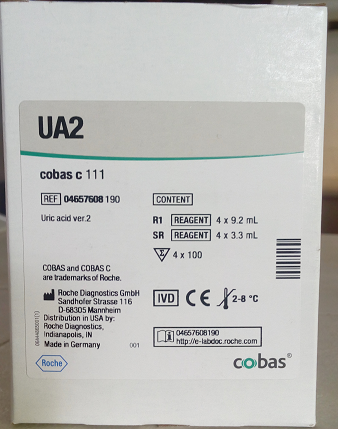 UA2
cobas c 111
REF 04657608 190
Uric acid ver.2
CONTENT
R1 REAGENT 4 x 9.2 mL
SR REAGENT 4 x 3.3 mL
Σ 4 x 100
COBAS and COBAS C
are trademarks of Roche.
Roche Diagnostics GmbH
Sandhofer Strasse 116
D-68305 Mannheim
Distribution in USA by:
Roche Diagnostics,
Indianapolis, IN
Made in Germany
001
IVD CE 2-8 °C
04657608190
http://e-labdoc.roche.com
Roche
cobas®